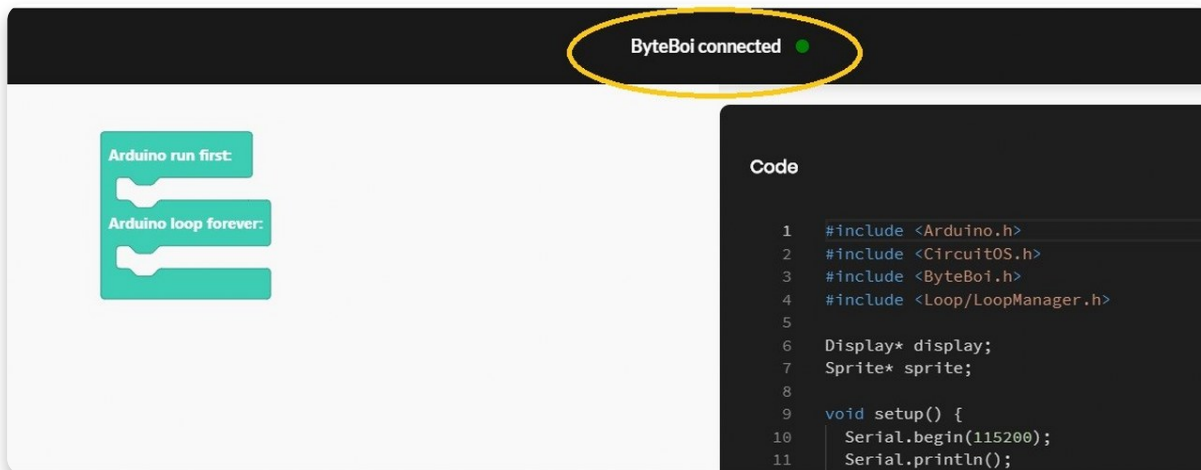 ByteBoi connected
Arduino run first:
Arduino loop forever:
Code
1 #include <Arduino.h>
2 #include <CircuitOS.h>
3 #include <ByteBoi.h>
4 #include <Loop/LoopManager.h>
5
6 Display* display;
7 Sprite* sprite;
8
9 void setup() {
10 Serial.begin(115200);
11 Serial.println();